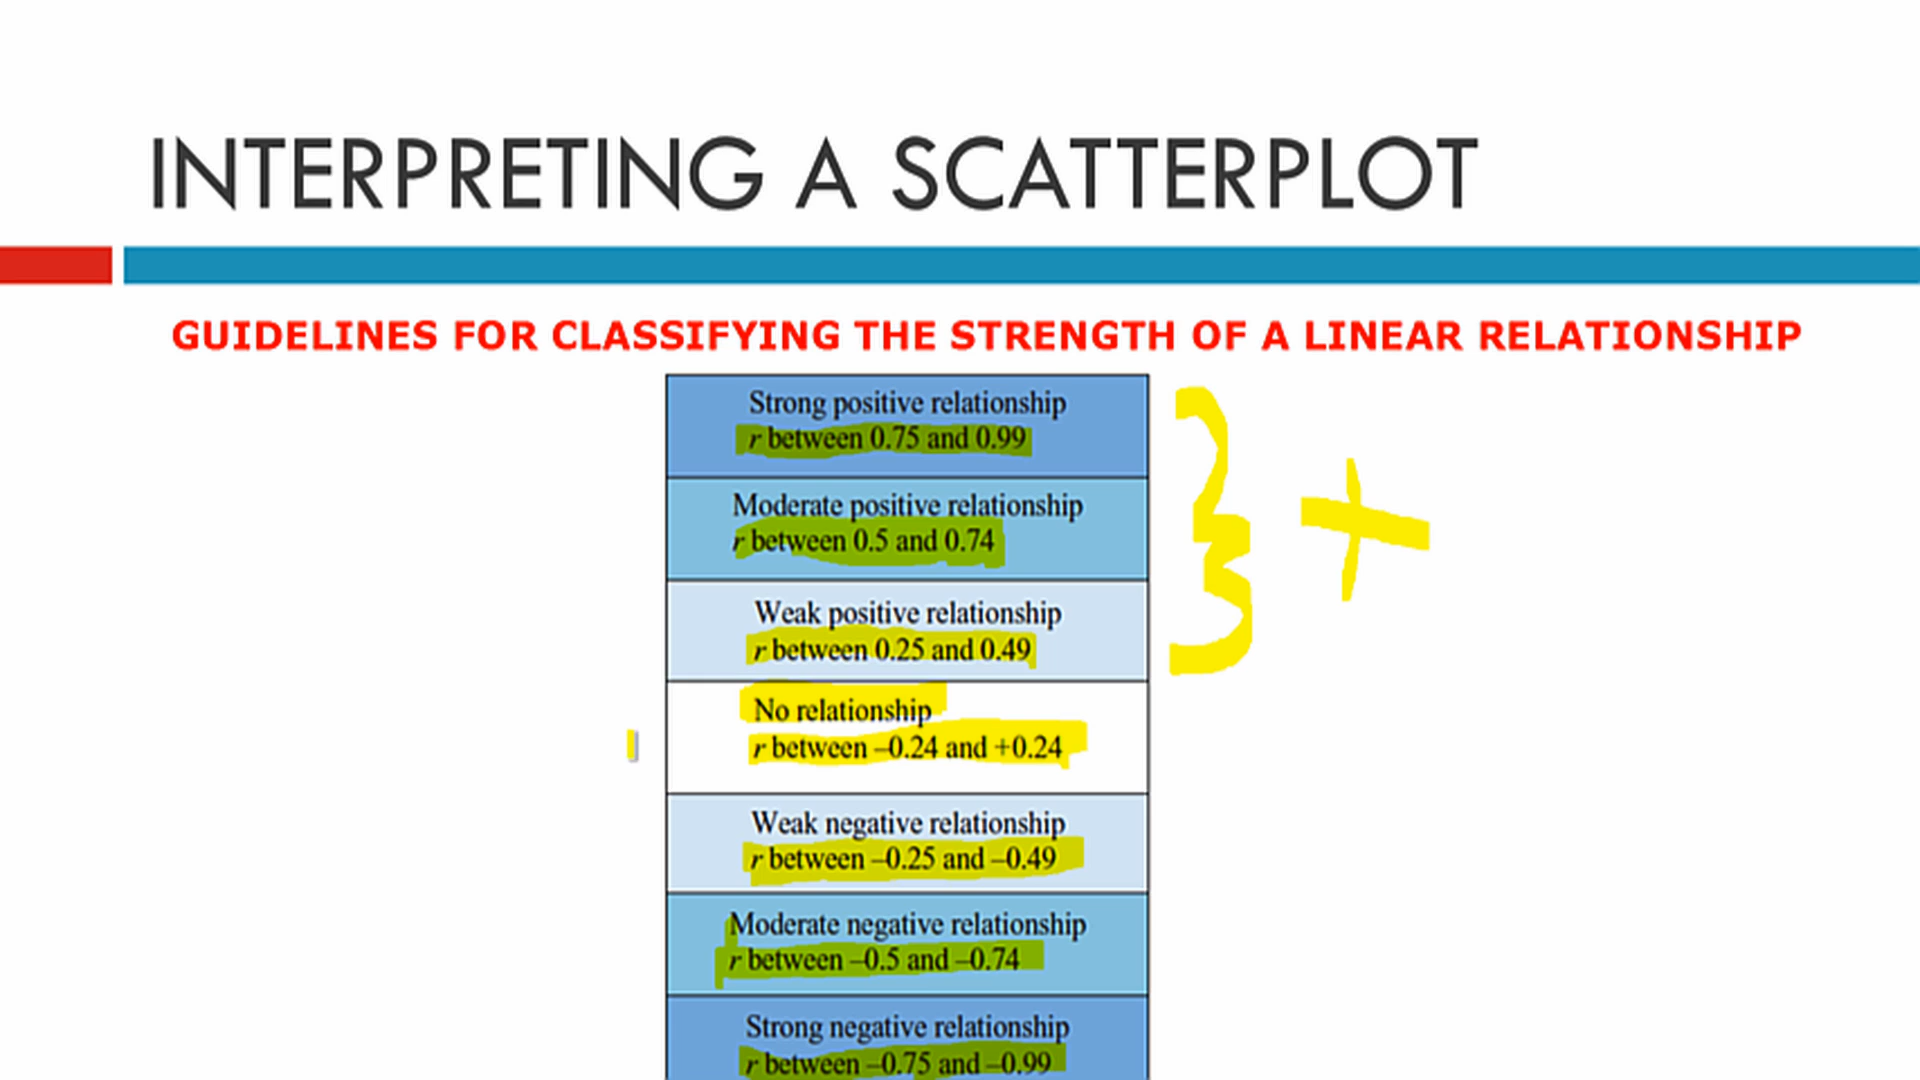 INTERPRETING A SCATTERPLOT
GUIDELINES FOR CLASSIFYING THE STRENGTH OF A LINEAR RELATIONSHIP
Strong positive relationship
r between 0.75 and 0.99
Moderate positive relationship
r between 0.5 and 0.74
Weak positive relationship
r between 0.25 and 0.49
No relationship
r between –0.24 and +0.24
Weak negative relationship
r between –0.25 and –0.49
Moderate negative relationship
r between –0.5 and –0.74
Strong negative relationship
r between –0.75 and –0.99
+